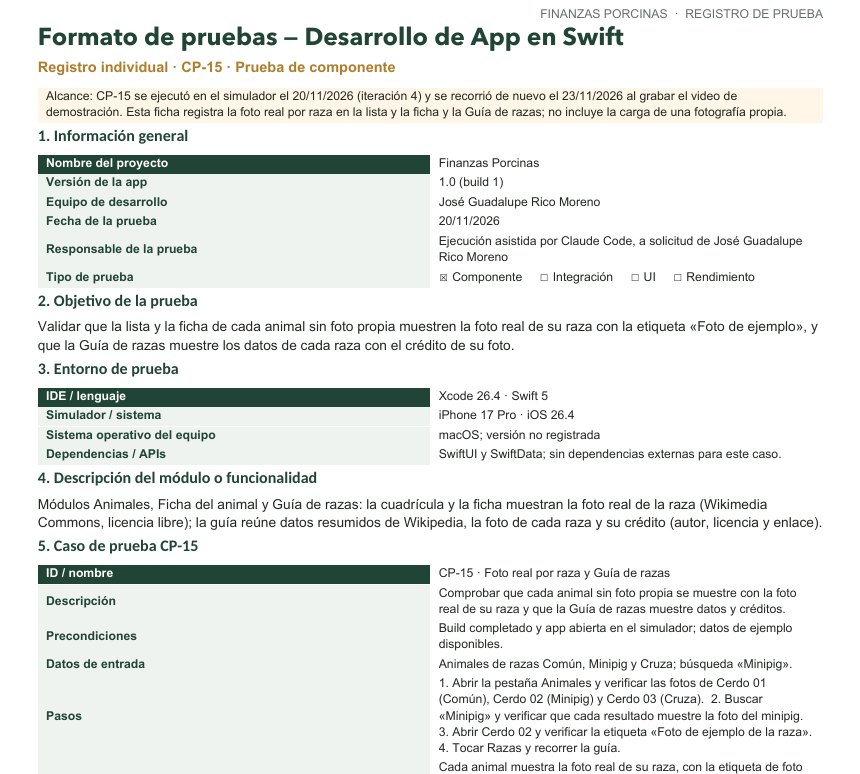 FINANZAS PORCINAS · REGISTRO DE PRUEBA
Formato de pruebas — Desarrollo de App en Swift
Registro individual · CP-15 · Prueba de componente
Alcance: CP-15 se ejecutó en el simulador el 20/11/2026 (iteración 4) y se recorrió de nuevo el 23/11/2026 al grabar el video de
demostración. Esta ficha registra la foto real por raza en la lista y la ficha y la Guía de razas; no incluye la carga de una fotografía propia.
1. Información general
Nombre del proyecto Finanzas Porcinas
Versión de la app 1.0 (build 1)
Equipo de desarrollo José Guadalupe Rico Moreno
Fecha de la prueba 20/11/2026
Responsable de la prueba Ejecución asistida por Claude Code, a solicitud de José Guadalupe
Rico Moreno
Tipo de prueba ☒ Componente ☐ Integración ☐ UI ☐ Rendimiento
2. Objetivo de la prueba
Validar que la lista y la ficha de cada animal sin foto propia muestren la foto real de su raza con la etiqueta «Foto de ejemplo», y
que la Guía de razas muestre los datos de cada raza con el crédito de su foto.
3. Entorno de prueba
IDE / lenguaje Xcode 26.4 · Swift 5
Simulador / sistema iPhone 17 Pro · iOS 26.4
Sistema operativo del equipo macOS; versión no registrada
Dependencias / APIs SwiftUI y SwiftData; sin dependencias externas para este caso.
4. Descripción del módulo o funcionalidad
Módulos Animales, Ficha del animal y Guía de razas: la cuadrícula y la ficha muestran la foto real de la raza (Wikimedia
Commons, licencia libre); la guía reúne datos resumidos de Wikipedia, la foto de cada raza y su crédito (autor, licencia y enlace).
5. Caso de prueba CP-15
ID / nombre CP-15 · Foto real por raza y Guía de razas
Descripción Comprobar que cada animal sin foto propia se muestre con la foto
real de su raza y que la Guía de razas muestre datos y créditos.
Precondiciones Build completado y app abierta en el simulador; datos de ejemplo
disponibles.
Datos de entrada Animales de razas Común, Minipig y Cruza; búsqueda «Minipig».
Pasos 1. Abrir la pestaña Animales y verificar las fotos de Cerdo 01
(Común), Cerdo 02 (Minipig) y Cerdo 03 (Cruza). 2. Buscar
«Minipig» y verificar que cada resultado muestre la foto del minipig.
3. Abrir Cerdo 02 y verificar la etiqueta «Foto de ejemplo de la raza».
4. Tocar Razas y recorrer la guía.
Cada animal muestra la foto real de su raza, con la etiqueta de foto